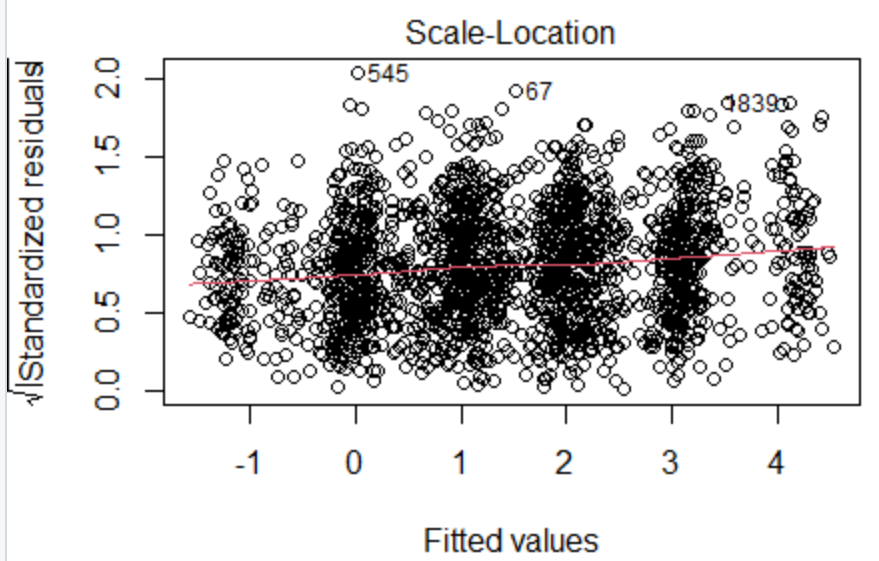 Scale-Location
√|Standardized residuals|
2.0
1.5
1.0
0.5
0.0
545
67
1839
-1 0 1 2 3 4
Fitted values